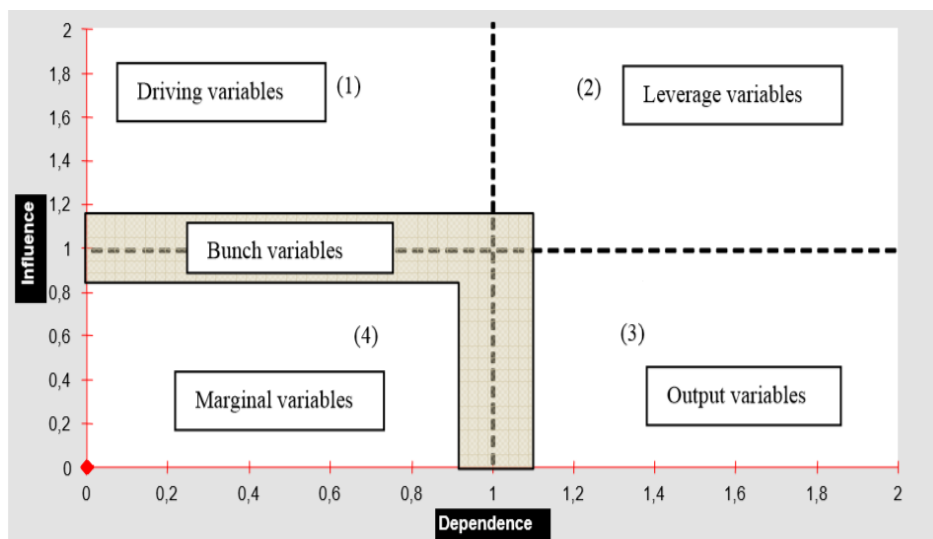 2
1,8
1,6
1,4
1,2
1
0,8
0,6
0,4
0,2
0
Influence
Driving variables
(1)
(2)
Leverage variables
Bunch variables
(4)
(3)
Marginal variables
Output variables
0 0,2 0,4 0,6 0,8 1 1,2 1,4 1,6 1,8 2
Dependence